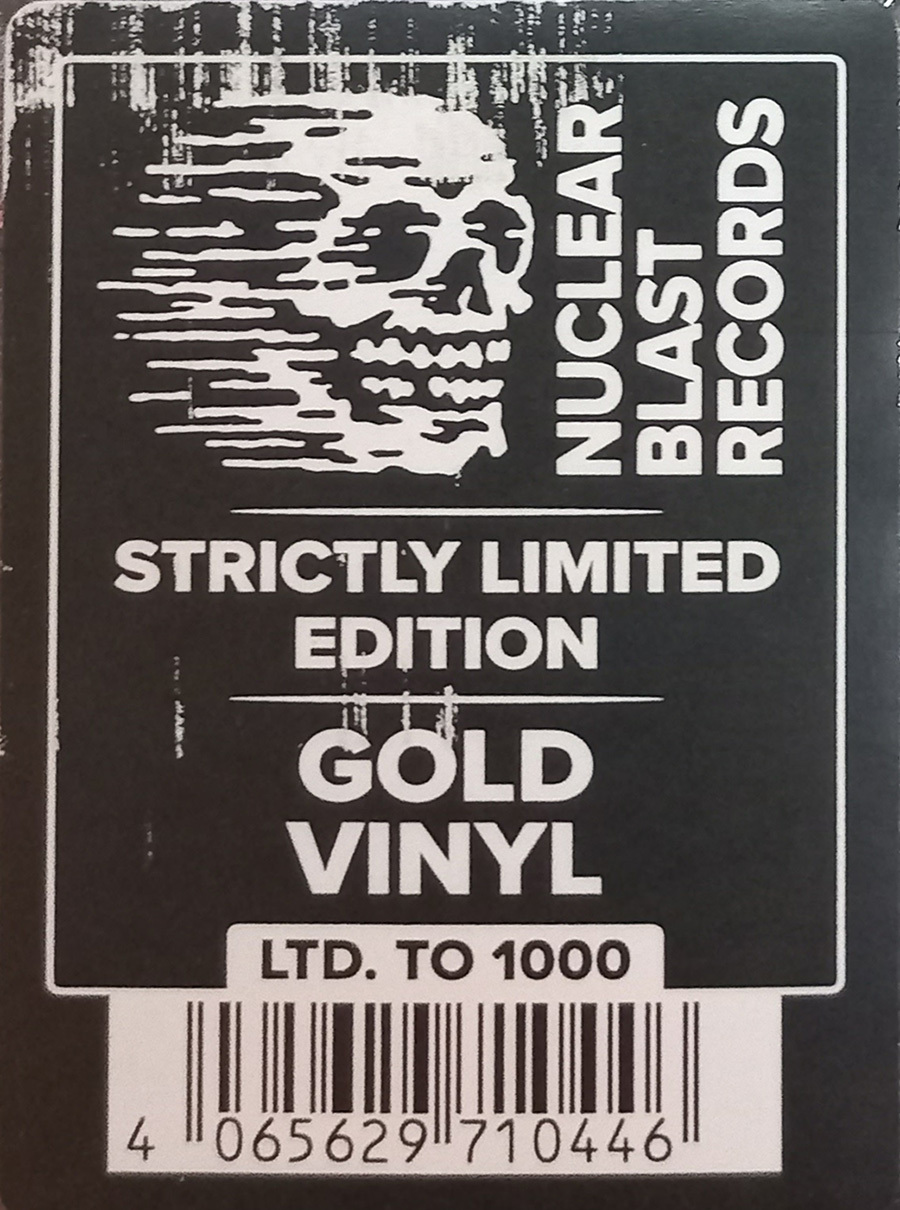 NUCLEAR
BLAST
RECORDS
STRICTLY LIMITED
EDITION
GOLD
VINYL
LTD. TO 1000
4 065629 710446